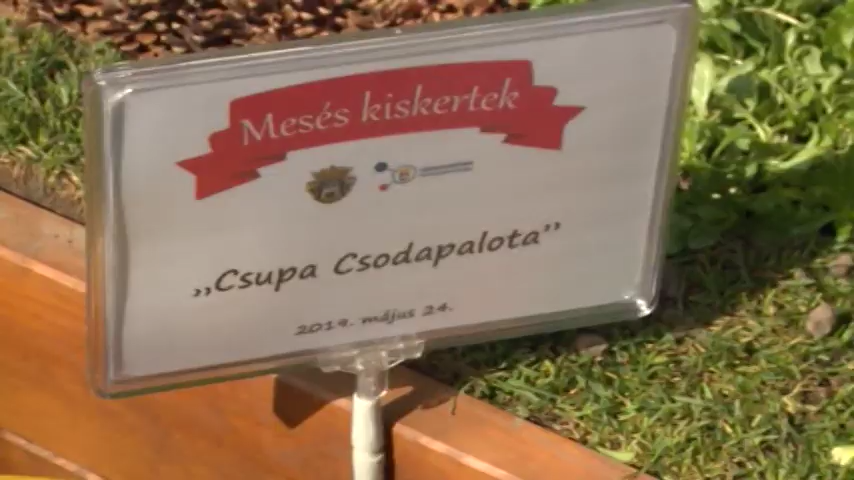 Mesés kiskertek
„Csupa Csodapalota”
2019. május 24.